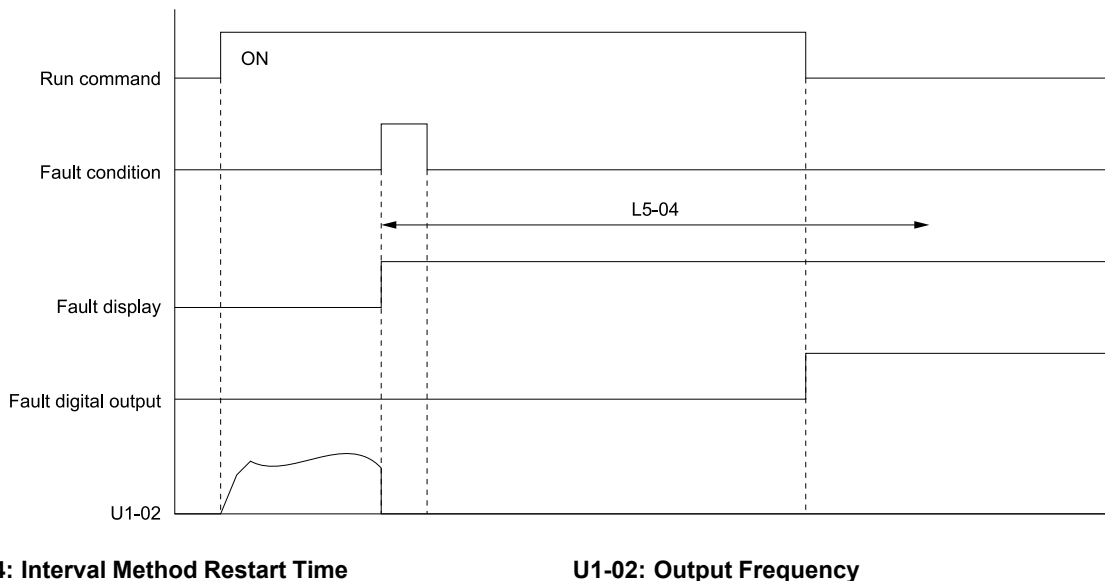 ON
Run command
Fault condition
L5-04
Fault display
Fault digital output
U1-02
4: Interval Method Restart Time
U1-02: Output Frequency